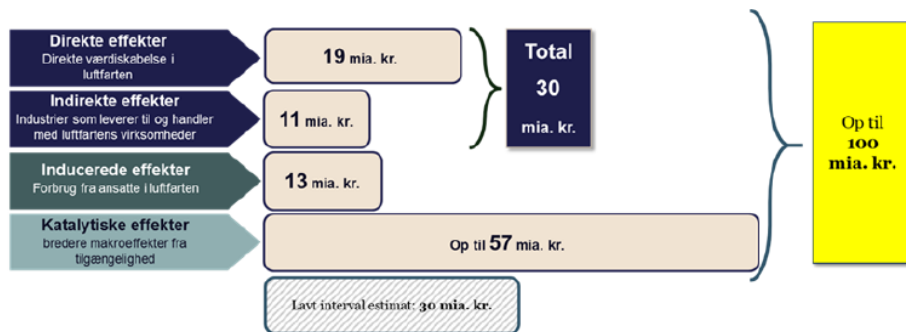 Direkte effekter
Direkte værdiskabelse i
luftfarten
19 mia. kr.
Indirekte effekter
Industrier som leverer til og handler
med luftfartens virksomheder
11 mia. kr.
Total
30
mia. kr.
Inducerede effekter
Forbrug fra ansatte i luftfarten
13 mia. kr.
Katalytiske effekter
bredere makroeffekter fra
tilgængelighed
Op til 57 mia. kr.
Lavt interval estimat: 30 mia. kr.
Op til
100
mia. kr.